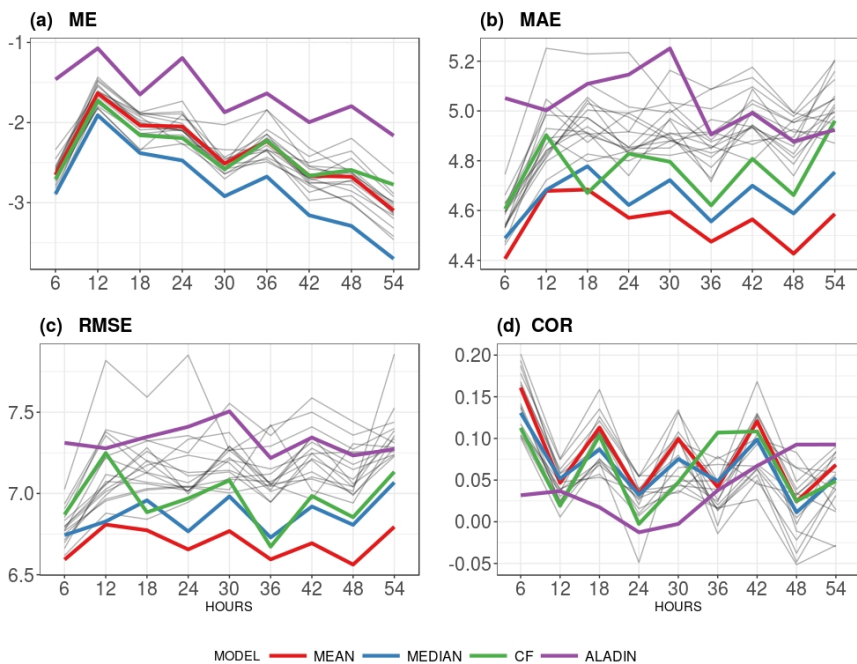 (a) ME
-1
-2
-3
6 12 18 24 30 36 42 48 54
(b) MAE
5.2
5.0
4.8
4.6
4.4
6 12 18 24 30 36 42 48 54
(c) RMSE
7.5
7.0
6.5
6 12 18 24 30 36 42 48 54
HOURS
(d) COR
0.20
0.15
0.10
0.05
0.00
-0.05
6 12 18 24 30 36 42 48 54
HOURS
MODEL MEAN MEDIAN CF ALADIN